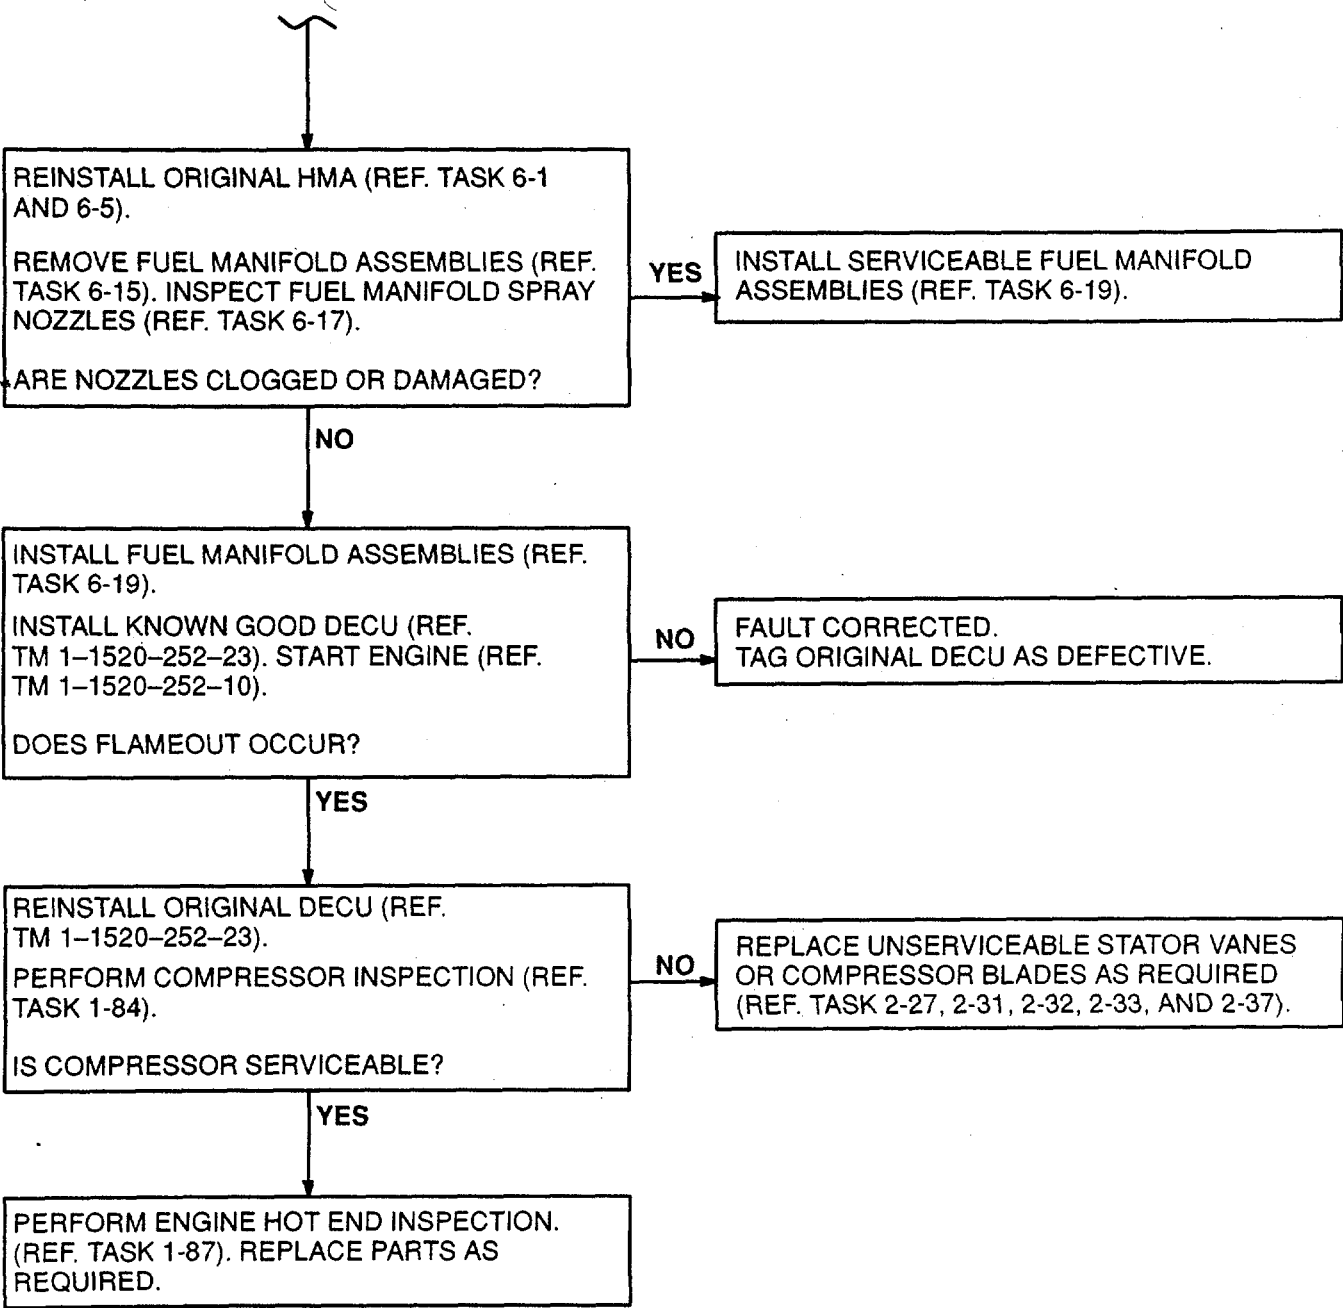 REINSTALL ORIGINAL HMA (REF. TASK 6-1
AND 6-5).
REMOVE FUEL MANIFOLD ASSEMBLIES (REF.
TASK 6-15). INSPECT FUEL MANIFOLD SPRAY
NOZZLES (REF. TASK 6-17).
ARE NOZZLES CLOGGED OR DAMAGED?
YES
INSTALL SERVICEABLE FUEL MANIFOLD
ASSEMBLIES (REF. TASK 6-19).
NO
INSTALL FUEL MANIFOLD ASSEMBLIES (REF.
TASK 6-19).
INSTALL KNOWN GOOD DECU (REF.
TM 1–1520–252–23). START ENGINE (REF.
TM 1–1520–252–10).
DOES FLAMEOUT OCCUR?
NO
FAULT CORRECTED.
TAG ORIGINAL DECU AS DEFECTIVE.
YES
REINSTALL ORIGINAL DECU (REF.
TM 1–1520–252–23).
PERFORM COMPRESSOR INSPECTION (REF.
TASK 1-84).
IS COMPRESSOR SERVICEABLE?
NO
REPLACE UNSERVICEABLE STATOR VANES
OR COMPRESSOR BLADES AS REQUIRED
(REF. TASK 2-27, 2-31, 2-32, 2-33, AND 2-37).
YES
PERFORM ENGINE HOT END INSPECTION.
(REF. TASK 1-87). REPLACE PARTS AS
REQUIRED.